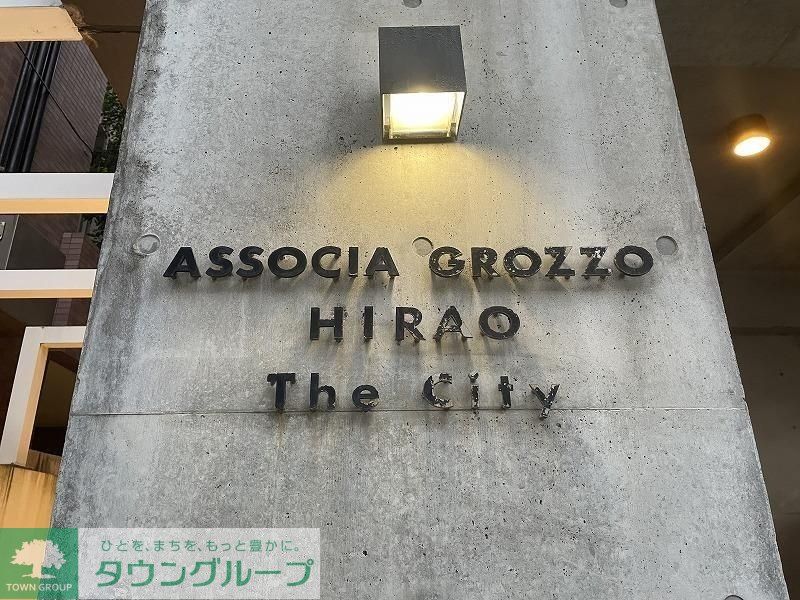 ASSOCIA GROZZO
HIRAO
The City
ひとを、まちを、もっと豊かに。
タウングループ
TOWN GROUP